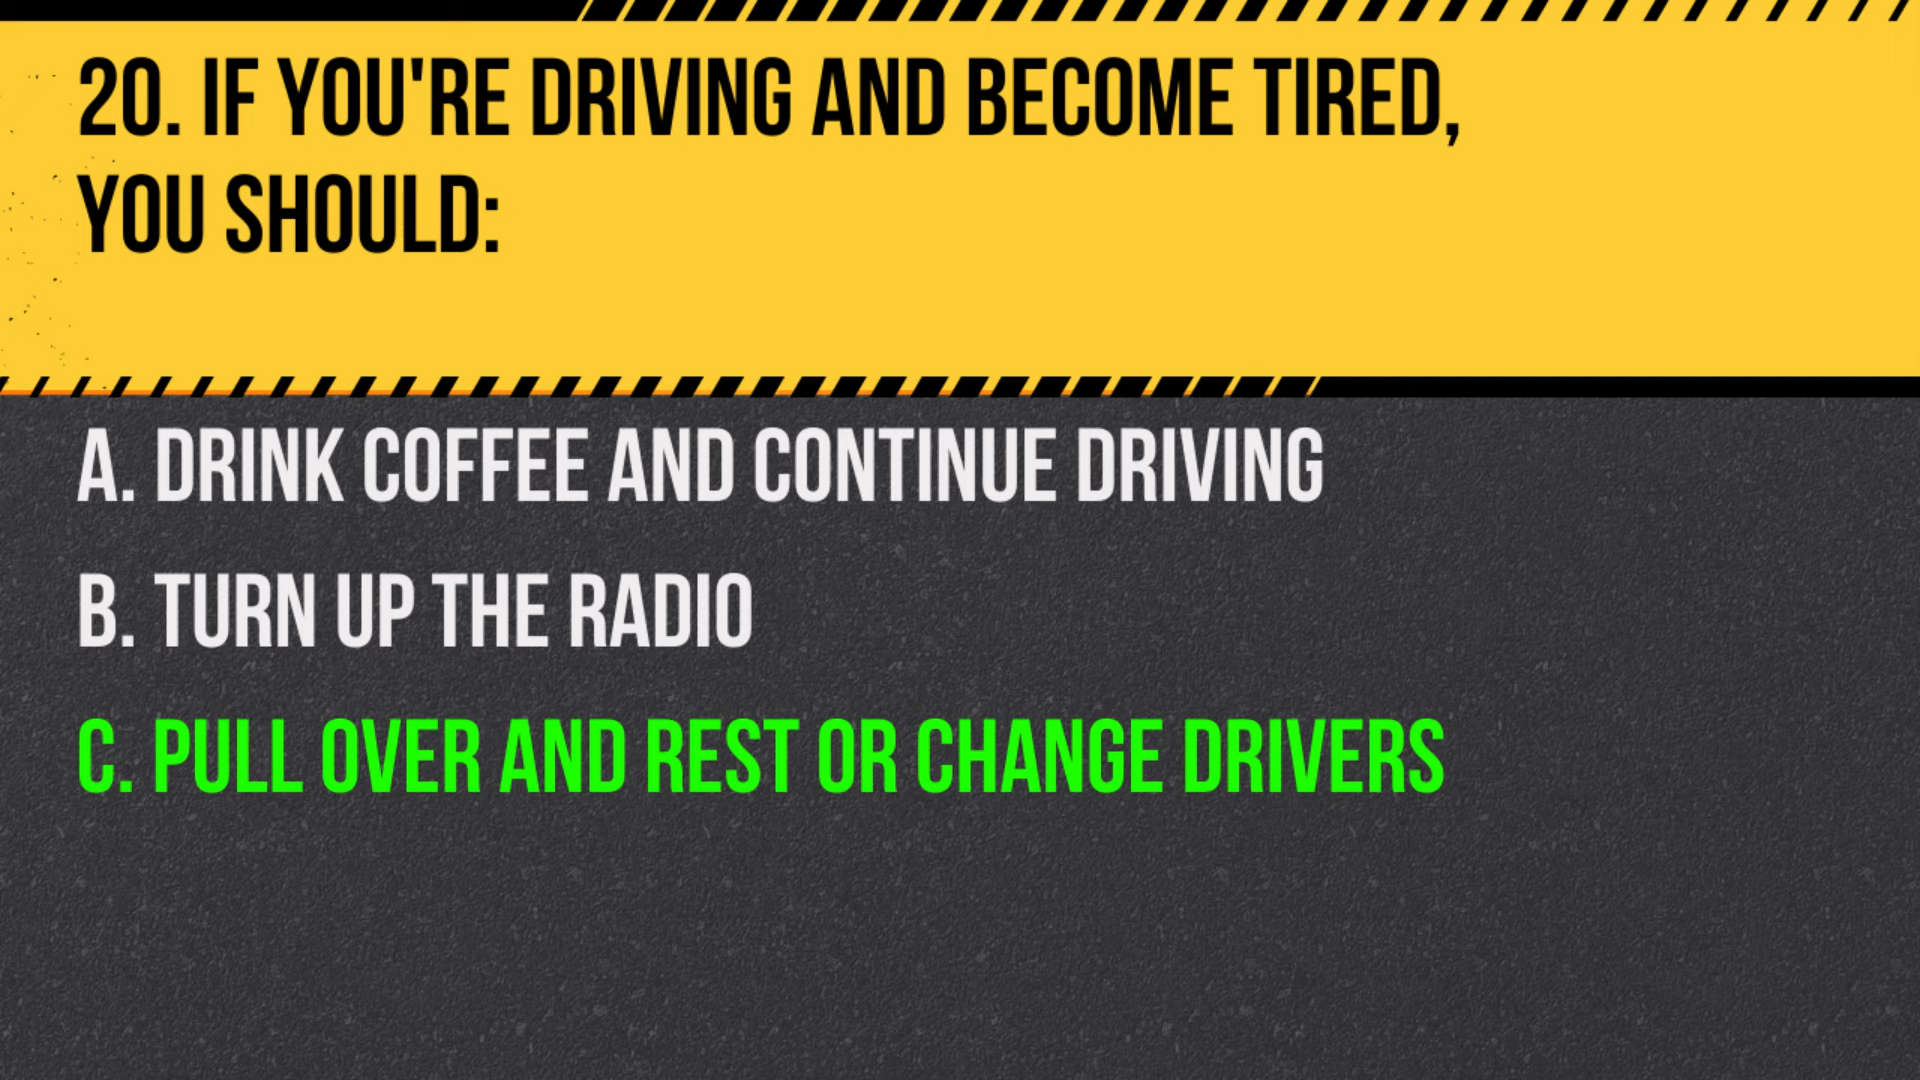 20. IF YOU'RE DRIVING AND BECOME TIRED,
YOU SHOULD:
A. DRINK COFFEE AND CONTINUE DRIVING
B. TURN UP THE RADIO
C. PULL OVER AND REST OR CHANGE DRIVERS